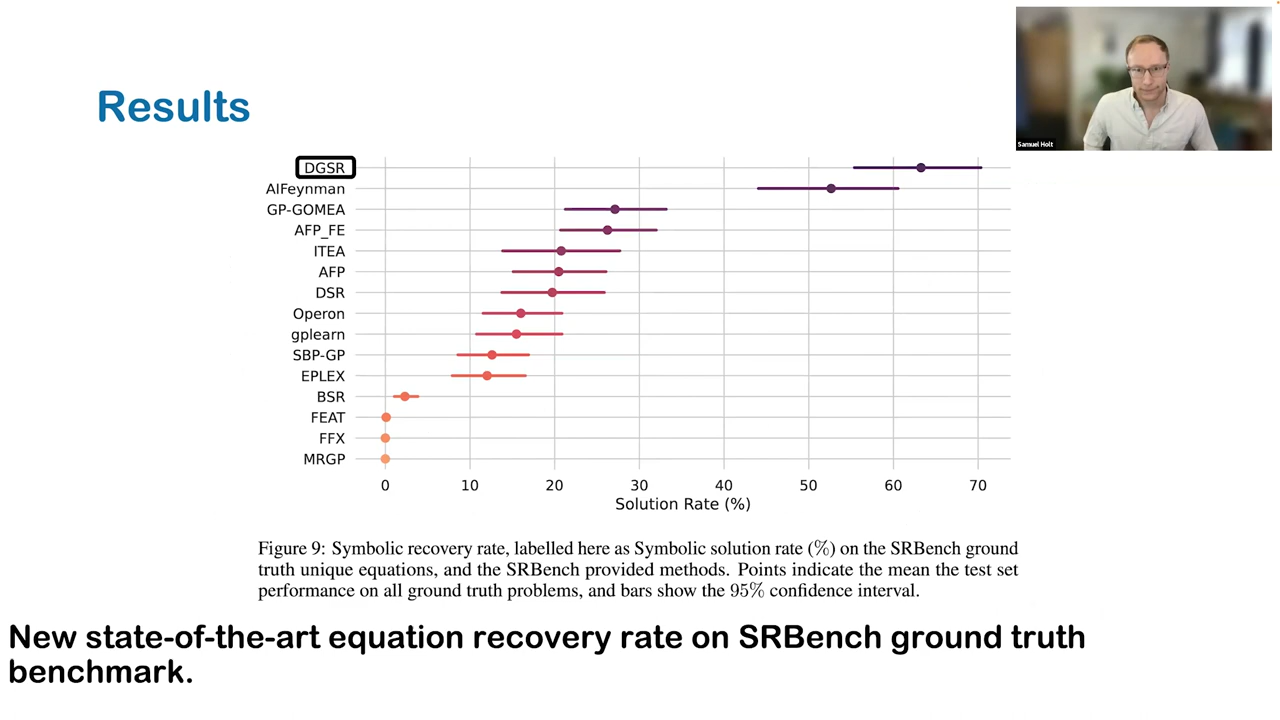 Samuel Holt
Results
DGSR
AIFeynman
GP-GOMEA
AFP_FE
ITEA
AFP
DSR
Operon
gplearn
SBP-GP
EPLEX
BSR
FEAT
FFX
MRGP
0 10 20 30 40 50 60 70
Solution Rate (%)
Figure 9: Symbolic recovery rate, labelled here as Symbolic solution rate (%) on the SRBench ground
truth unique equations, and the SRBench provided methods. Points indicate the mean the test set
performance on all ground truth problems, and bars show the 95% confidence interval.
New state-of-the-art equation recovery rate on SRBench ground truth
benchmark.